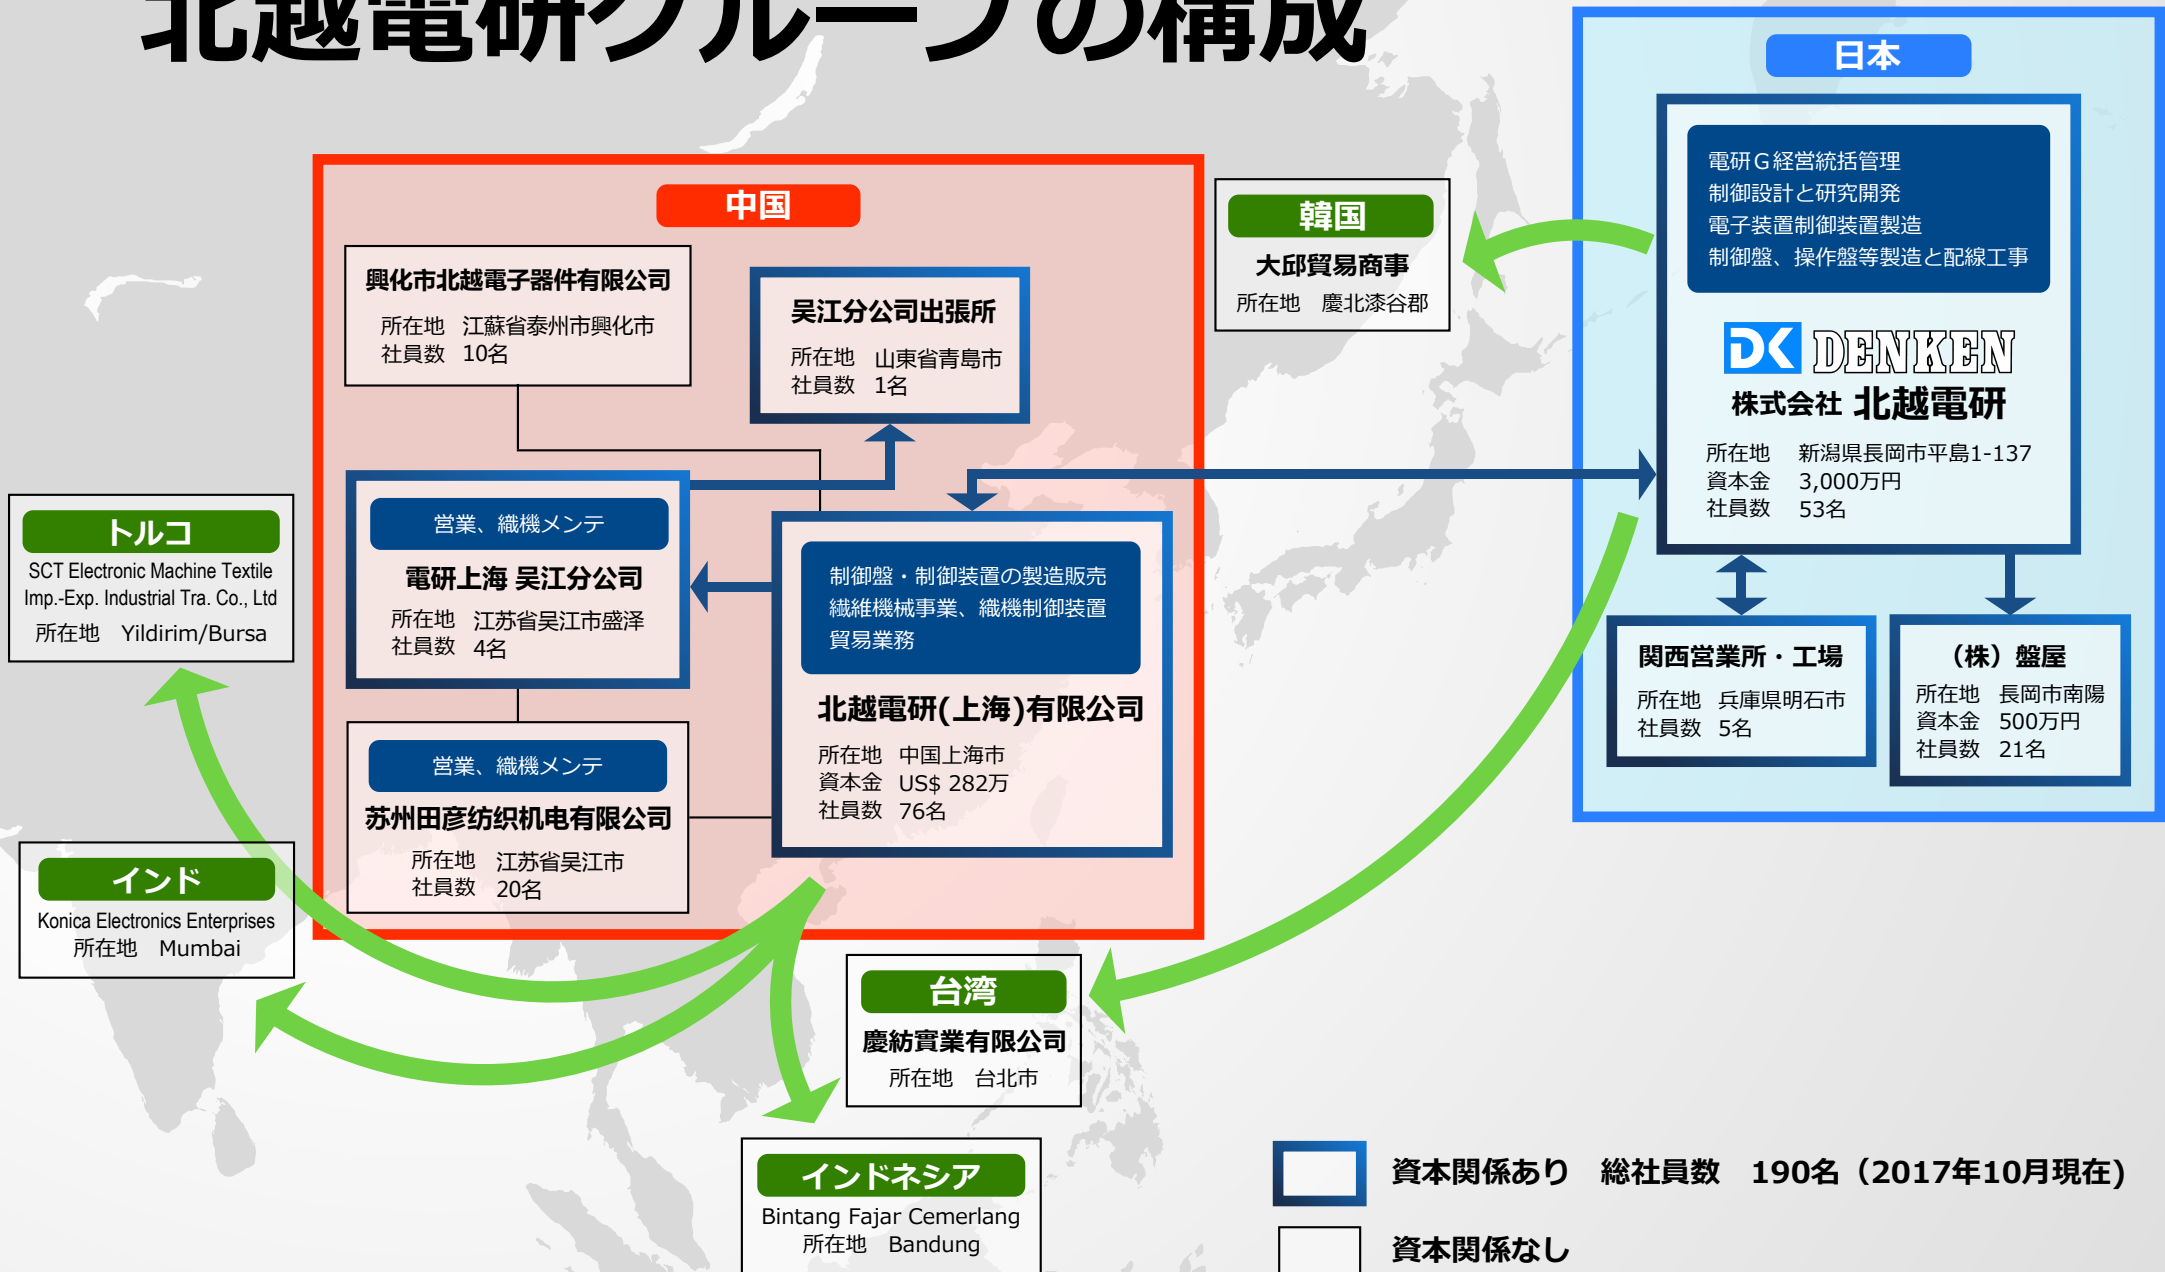 北越電研グループの構成
日本
電研G経営統括管理
制御設計と研究開発
電子装置制御装置製造
制御盤、操作盤等製造と配線工事
DK DENKEN
株式会社 北越電研
所在地 新潟県長岡市平島1-137
資本金 3,000万円
社員数 53名
関西営業所・工場
所在地 兵庫県明石市
社員数 5名
（株）盤屋
所在地 長岡市南陽
資本金 500万円
社員数 21名
中国
興化市北越電子器件有限公司
所在地 江蘇省泰州市興化市
社員数 10名
吴江分公司出張所
所在地 山東省青島市
社員数 1名
営業、織機メンテ
電研上海 吴江分公司
所在地 江苏省吴江市盛泽
社員数 4名
営業、織機メンテ
苏州田彦纺织机电有限公司
所在地 江苏省吴江市
社員数 20名
制御盤・制御装置の製造販売
繊維機械事業、織機制御装置
貿易業務
北越電研(上海)有限公司
所在地 中国上海市
資本金 US$ 282万
社員数 76名
韓国
大邱貿易商事
所在地 慶北漆谷郡
トルコ
SCT Electronic Machine Textile
Imp.-Exp. Industrial Tra. Co., Ltd
所在地 Yildirim/Bursa
インド
Konica Electronics Enterprises
所在地 Mumbai
台湾
慶紡實業有限公司
所在地 台北市
インドネシア
Bintang Fajar Cemerlang
所在地 Bandung
資本関係あり 総社員数 190名（2017年10月現在)
資本関係なし